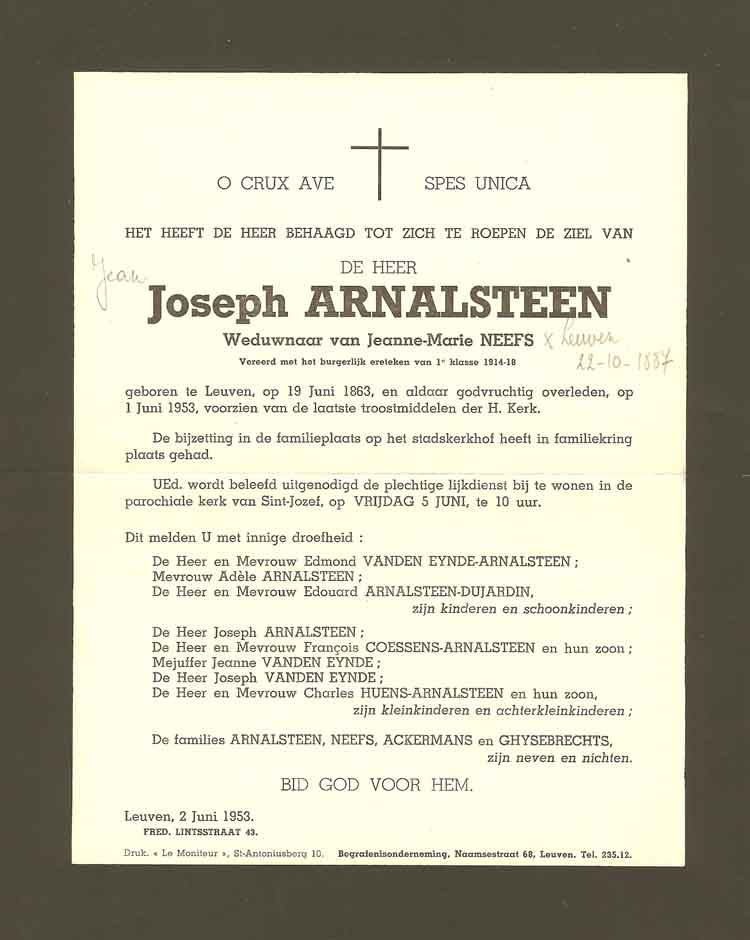 O CRUX AVE SPES UNICA
HET HEEFT DE HEER BEHAAGD TOT ZICH TE ROEPEN DE ZIEL VAN
DE HEER
Jean
Joseph ARNALSTEEN
Weduwnaar van Jeanne-Marie NEEFS x Leuven
22-10-1887
Vereerd met het burgerlijk ereteken van 1e klasse 1914-18
geboren te Leuven, op 19 Juni 1863, en aldaar godvruchtig overleden, op
1 Juni 1953, voorzien van de laatste troostmiddelen der H. Kerk.
De bijzetting in de familieplaats op het stadskerkhof heeft in familiekring
plaats gehad.
UEd. wordt beleefd uitgenodigd de plechtige lijkdienst bij te wonen in de
parochiale kerk van Sint-Jozef, op VRIJDAG 5 JUNI, te 10 uur.
Dit melden U met innige droefheid :
De Heer en Mevrouw Edmond VANDEN EYNDE-ARNALSTEEN ;
Mevrouw Adèle ARNALSTEEN ;
De Heer en Mevrouw Edouard ARNALSTEEN-DUJARDIN,
zijn kinderen en schoonkinderen ;
De Heer Joseph ARNALSTEEN ;
De Heer en Mevrouw François COESSENS-ARNALSTEEN en hun zoon ;
Mejuffer Jeanne VANDEN EYNDE ;
De Heer Joseph VANDEN EYNDE ;
De Heer en Mevrouw Charles HUENS-ARNALSTEEN en hun zoon,
zijn kleinkinderen en achterkleinkinderen ;
De families ARNALSTEEN, NEEFS, ACKERMANS en GHYSEBRECHTS,
zijn neven en nichten.
BID GOD VOOR HEM.
Leuven, 2 Juni 1953.
FRED. LINTSSTRAAT 43.
Druk. « Le Moniteur », St-Antoniusberg 10. Begrafenisonderneming, Naamsestraat 68, Leuven. Tel. 235.12.